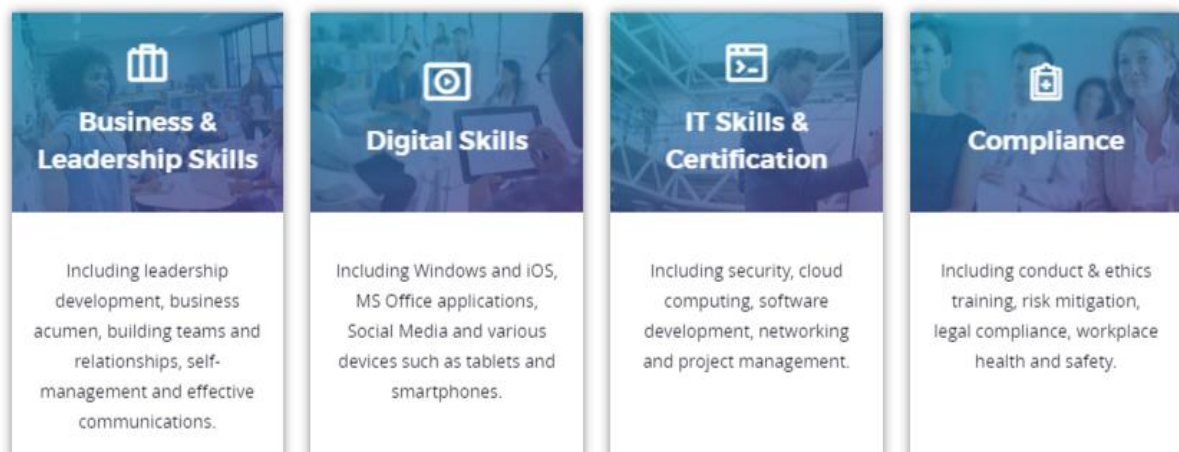 Business &
Leadership Skills
Including leadership
development, business
acumen, building teams and
relationships, self-
management and effective
communications.
Digital Skills
Including Windows and iOS,
MS Office applications,
Social Media and various
devices such as tablets and
smartphones.
IT Skills &
Certification
Including security, cloud
computing, software
development, networking
and project management.
Compliance
Including conduct & ethics
training, risk mitigation,
legal compliance, workplace
health and safety.